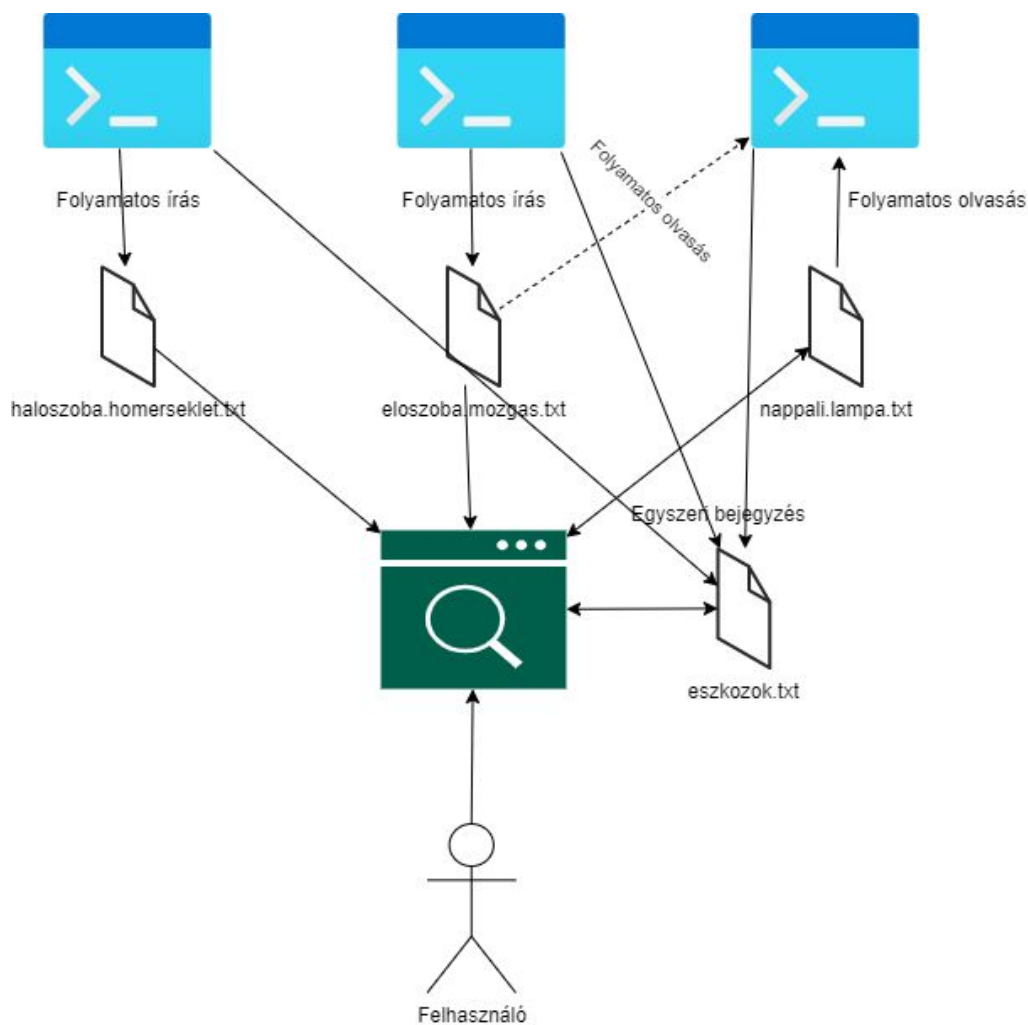 Folyamatos írás
Folyamatos írás
Folyamatos olvasás
Folyamatos olvasás
haloszoba.homerseklet.txt
eloszoba.mozgas.txt
nappali.lampa.txt
Egyszeri bejegyzés
eszkozok.txt
Felhasználó